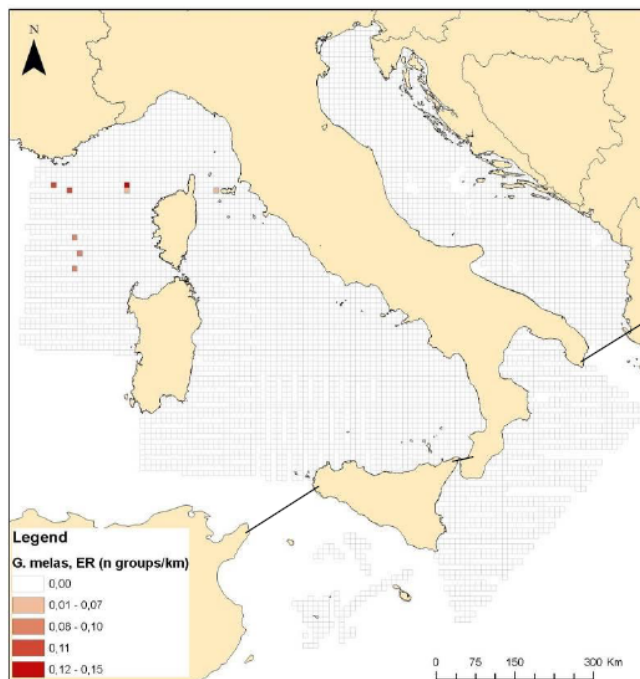 N
Legend
G. melas, ER (n groups/km)
0,00
0,01 - 0,07
0,08 - 0,10
0,11
0,12 - 0,15
0 75 150 300 Km